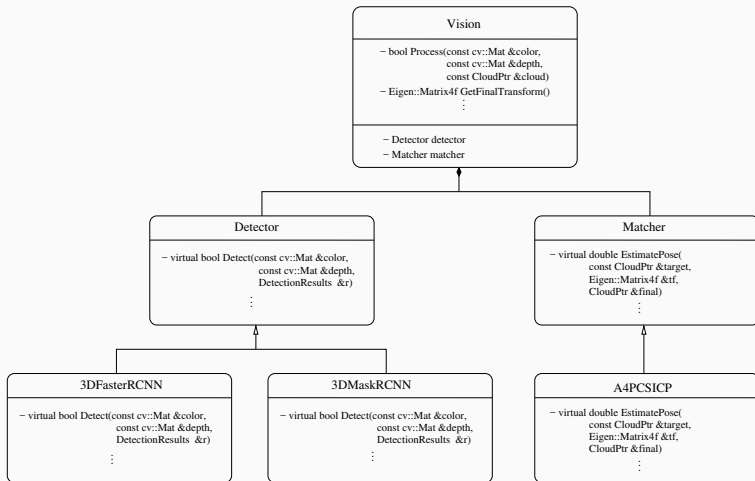 Vision
− bool Process(const cv::Mat &color,
const cv::Mat &depth,
const CloudPtr &cloud)
− Eigen::Matrix4f GetFinalTransform()
⋮
− Detector detector
− Matcher matcher
Detector
− virtual bool Detect(const cv::Mat &color,
const cv::Mat &depth,
DetectionResults &r)
⋮
Matcher
− virtual double EstimatePose(
const CloudPtr &target,
Eigen::Matrix4f &tf,
CloudPtr &final)
⋮
3DFasterRCNN
− virtual bool Detect(const cv::Mat &color,
const cv::Mat &depth,
DetectionResults &r)
⋮
3DMaskRCNN
− virtual bool Detect(const cv::Mat &color,
const cv::Mat &depth,
DetectionResults &r)
⋮
A4PCSICP
− virtual double EstimatePose(
const CloudPtr &target,
Eigen::Matrix4f &tf,
CloudPtr &final)
⋮